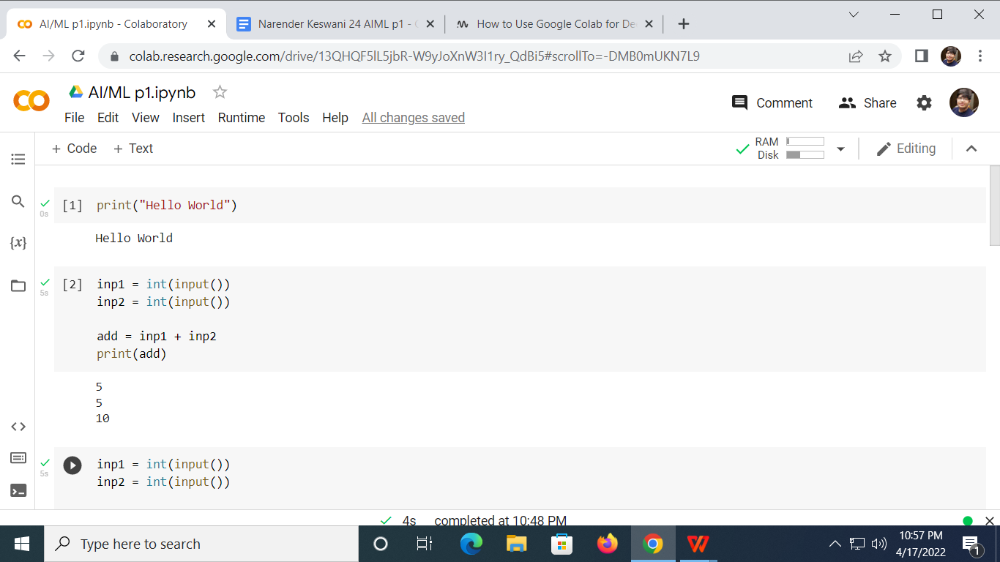 AI/ML p1.ipynb - Colaboratory
Narender Keswani 24 AIML p1 -
How to Use Google Colab for De
colab.research.google.com/drive/13QHQF5lL5jbR-W9yJoXnW3I1ry_QdBi5#scrollTo=-DMB0mUKN7L9
AI/ML p1.ipynb
File Edit View Insert Runtime Tools Help All changes saved
Comment Share
+ Code + Text
RAM
Disk
Editing
[1] print("Hello World")
0s
Hello World
{x}
[2] inp1 = int(input())
5s
inp2 = int(input())
add = inp1 + inp2
print(add)
5
5
10
inp1 = int(input())
5s
inp2 = int(input())
4s completed at 10:48 PM
Type here to search
10:57 PM
4/17/2022
1